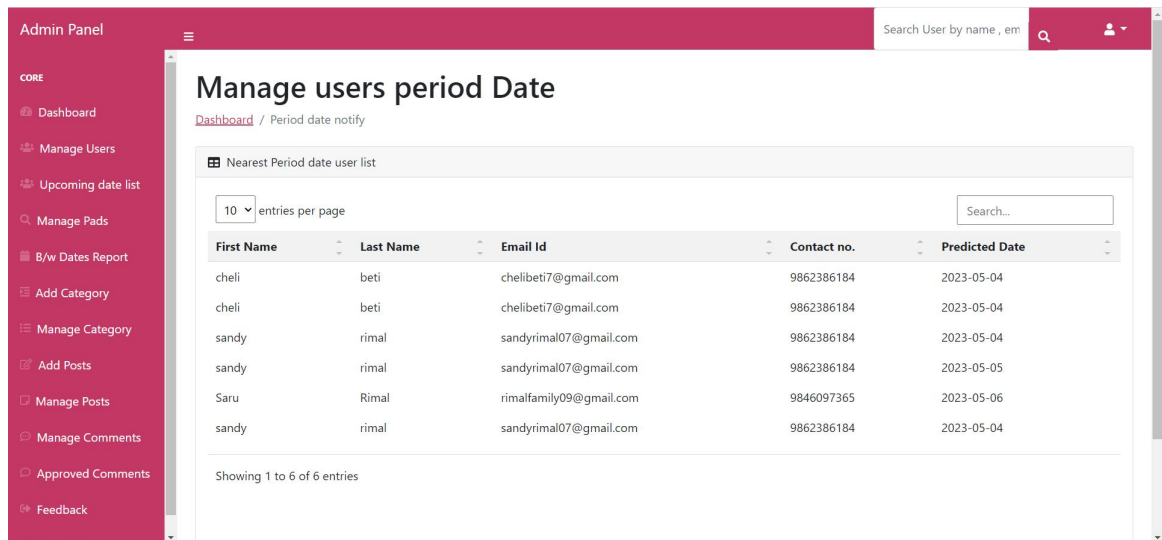 Admin Panel
Search User by name , em
CORE
Dashboard
Manage Users
Upcoming date list
Manage Pads
B/w Dates Report
Add Category
Manage Category
Add Posts
Manage Posts
Manage Comments
Approved Comments
Feedback
Manage users period Date
Dashboard / Period date notify
Nearest Period date user list
10 entries per page
Search...
First Name Last Name Email Id Contact no. Predicted Date
cheli beti chelibeti7@gmail.com 9862386184 2023-05-04
cheli beti chelibeti7@gmail.com 9862386184 2023-05-04
sandy rimal sandyrimal07@gmail.com 9862386184 2023-05-04
sandy rimal sandyrimal07@gmail.com 9862386184 2023-05-05
Saru Rimal rimalfamily09@gmail.com 9846097365 2023-05-06
sandy rimal sandyrimal07@gmail.com 9862386184 2023-05-04
Showing 1 to 6 of 6 entries